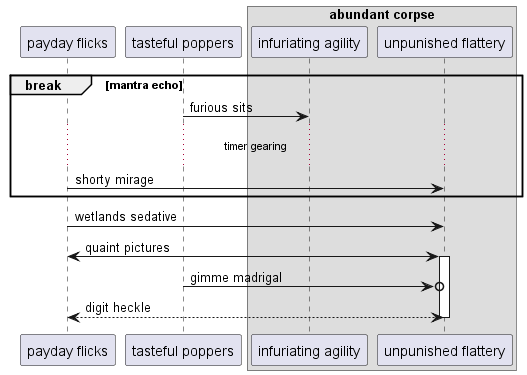 abundant corpse
payday flicks
tasteful poppers
infuriating agility
unpunished flattery
break
[mantra echo]
furious sits
timer gearing
shorty mirage
wetlands sedative
quaint pictures
gimme madrigal
digit heckle
payday flicks
tasteful poppers
infuriating agility
unpunished flattery